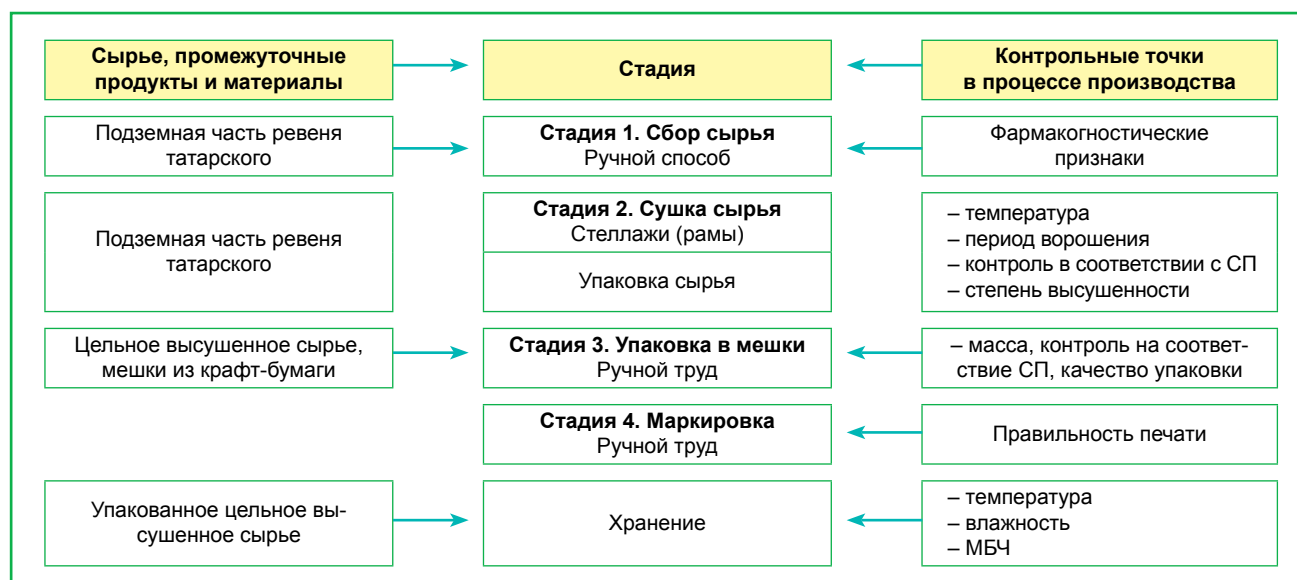 Сырье, промежуточные
продукты и материалы
Стадия
Контрольные точки
в процессе производства
Подземная часть ревеня
татарского
Стадия 1. Сбор сырья
Ручной способ
Фармакогностические
признаки
Подземная часть ревеня
татарского
Стадия 2. Сушка сырья
Стеллажи (рамы)
Упаковка сырья
– температура
– период ворошения
– контроль в соответствии с СП
– степень высушенности
Цельное высушенное сырье,
мешки из крафт-бумаги
Стадия 3. Упаковка в мешки
Ручной труд
– масса, контроль на соответ-
ствие СП, качество упаковки
Стадия 4. Маркировка
Ручной труд
Правильность печати
Упакованное цельное вы-
сушенное сырье
Хранение
– температура
– влажность
– МБЧ